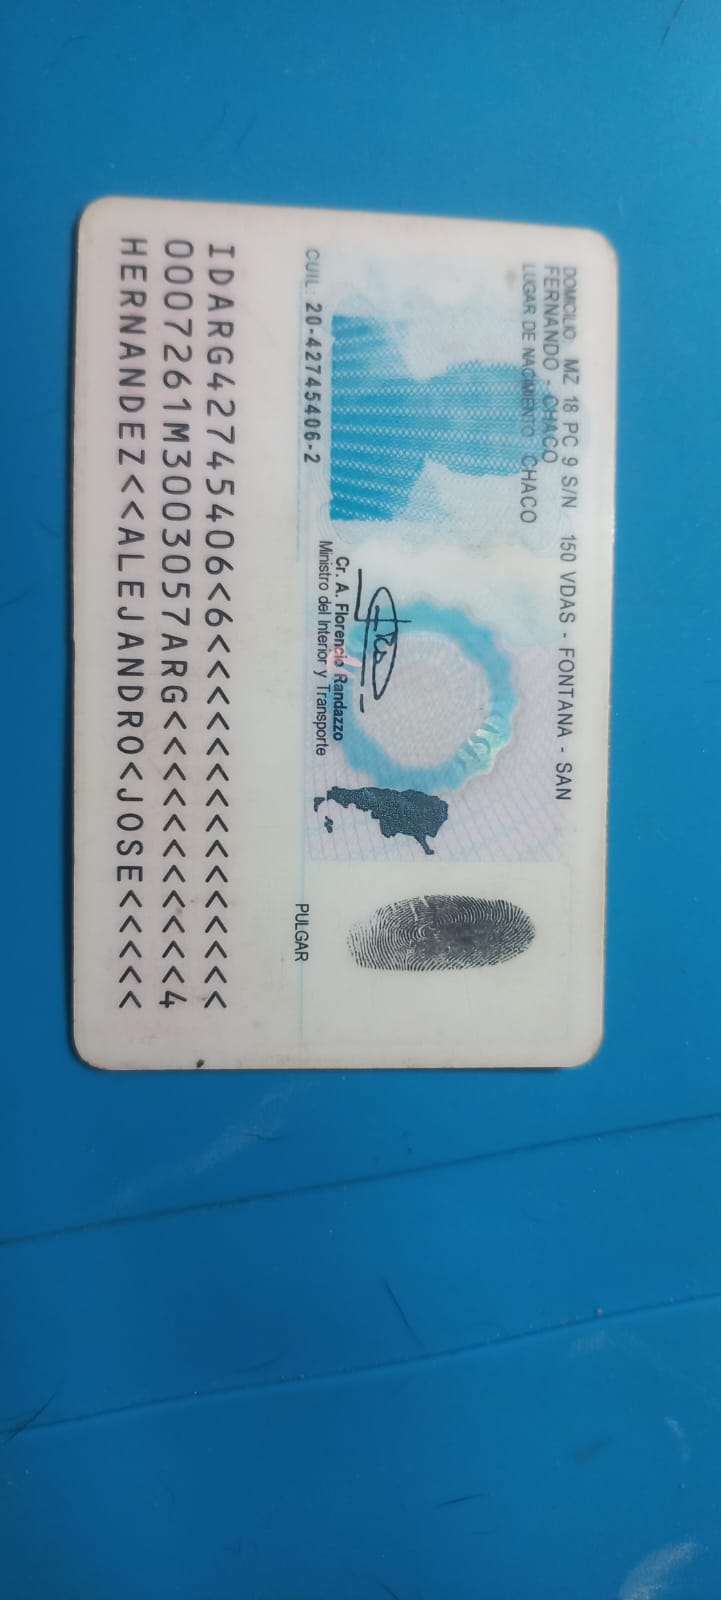 DOMICILIO: MZ 18 PC 9 S/N 150 VDAS - FONTANA - SAN
FERNANDO - CHACO
LUGAR DE NACIMIENTO: CHACO
CUIL: 20-42745406-2
Cr. A. Florencio Randazzo
Ministro del Interior y Transporte
PULGAR
IDARG42745406<6<<<<<<<<<<<<<<<
0007261M3003057ARG<<<<<<<<<<<4
HERNANDEZ<<ALEJANDRO<JOSE<<<<<